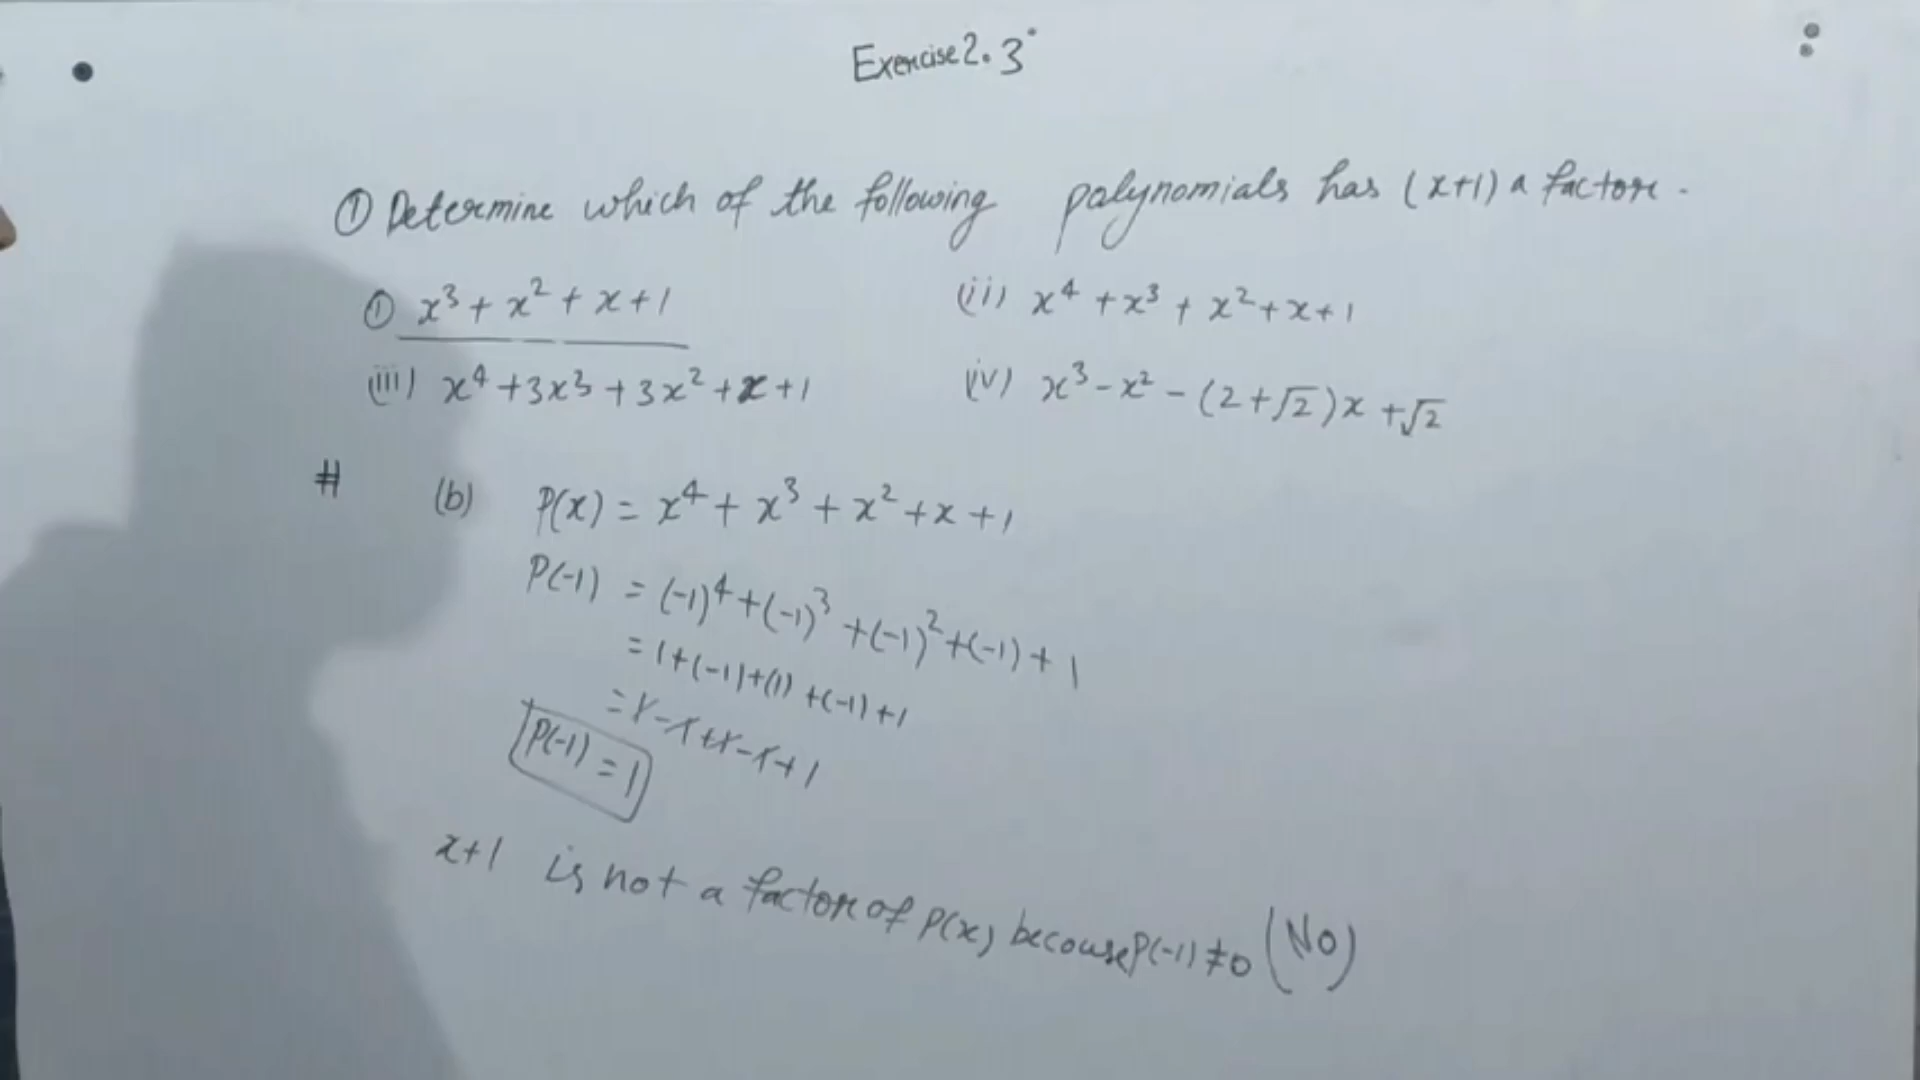 Exercise 2.3
① Determine which of the following polynomials has (x+1) a factor.
① x³ + x² + x + 1
(ii) x⁴ + x³ + x² + x + 1
(iii) x⁴ + 3x³ + 3x² + x + 1
(iv) x³ - x² - (2+√2)x + √2
# (b) P(x) = x⁴ + x³ + x² + x + 1
P(-1) = (-1)⁴ + (-1)³ + (-1)² + (-1) + 1
= 1 + (-1) + (1) + (-1) + 1
= 1 - 1 + 1 - 1 + 1
P(-1) = 1
x+1 is not a factor of P(x) becouse P(-1) ≠ 0 (No)